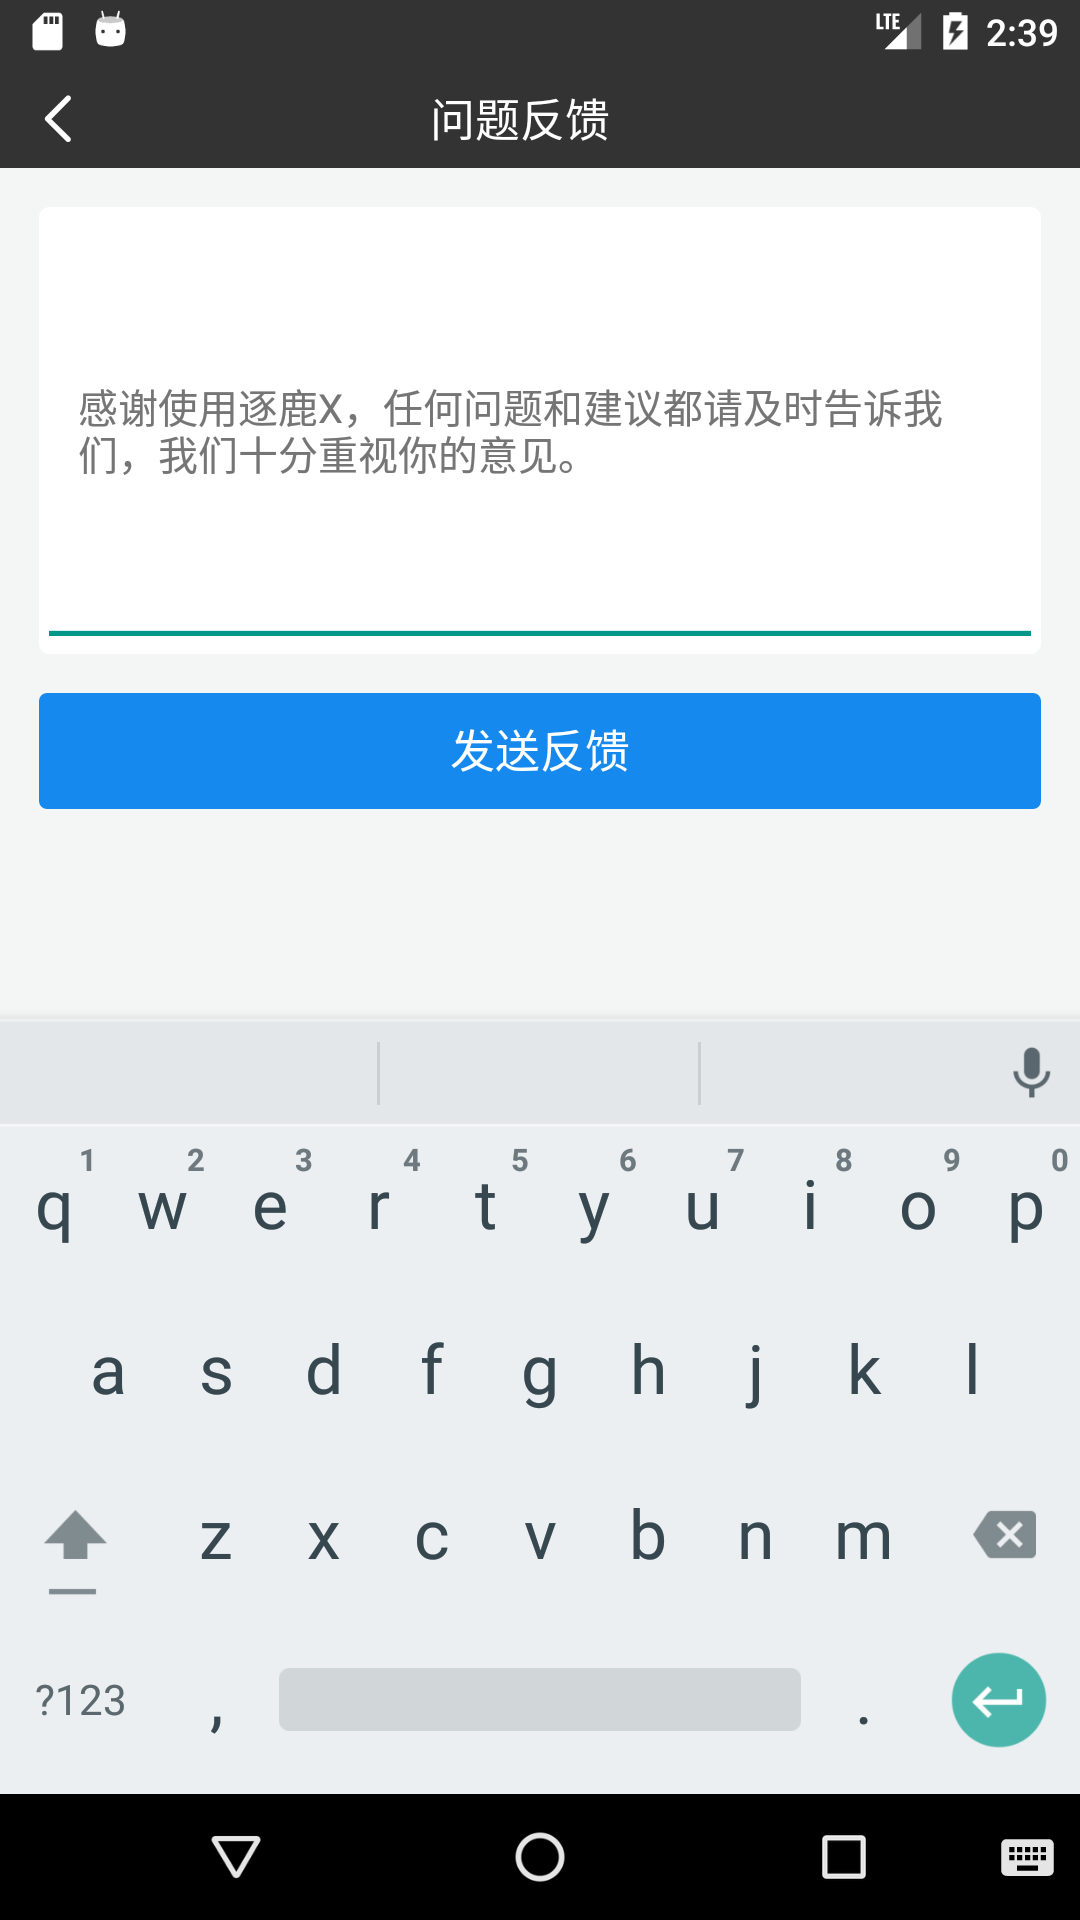 LTE 2:39
问题反馈
感谢使用逐鹿X，任何问题和建议都请及时告诉我
们，我们十分重视你的意见。
发送反馈
1 2 3 4 5 6 7 8 9 0
q w e r t y u i o p
a s d f g h j k l
z x c v b n m
?123 , .